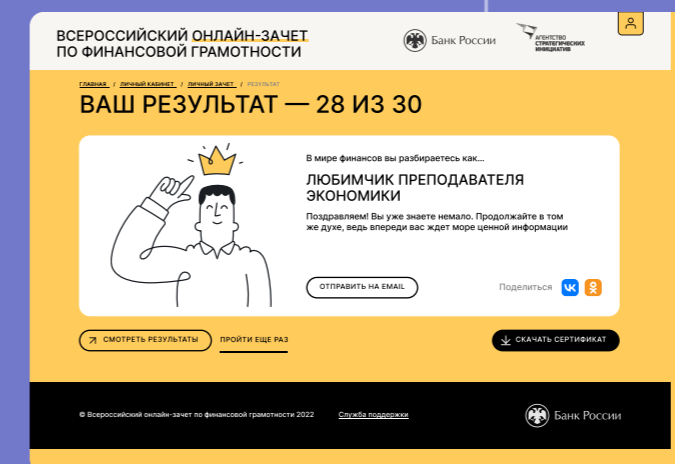 ВСЕРОССИЙСКИЙ ОНЛАЙН-ЗАЧЕТ
ПО ФИНАНСОВОЙ ГРАМОТНОСТИ
Банк России
АГЕНТСТВО
СТРАТЕГИЧЕСКИХ
ИНИЦИАТИВ
ГЛАВНАЯ / ЛИЧНЫЙ КАБИНЕТ / ЛИЧНЫЙ ЗАЧЕТ / РЕЗУЛЬТАТ
ВАШ РЕЗУЛЬТАТ — 28 ИЗ 30
В мире финансов вы разбираетесь как...
ЛЮБИМЧИК ПРЕПОДАВАТЕЛЯ
ЭКОНОМИКИ
Поздравляем! Вы уже знаете немало. Продолжайте в том
же духе, ведь впереди вас ждет море ценной информации
ОТПРАВИТЬ НА EMAIL
Поделиться
СМОТРЕТЬ РЕЗУЛЬТАТЫ
ПРОЙТИ ЕЩЕ РАЗ
СКАЧАТЬ СЕРТИФИКАТ
© Всероссийский онлайн-зачет по финансовой грамотности 2022
Служба поддержки
Банк России